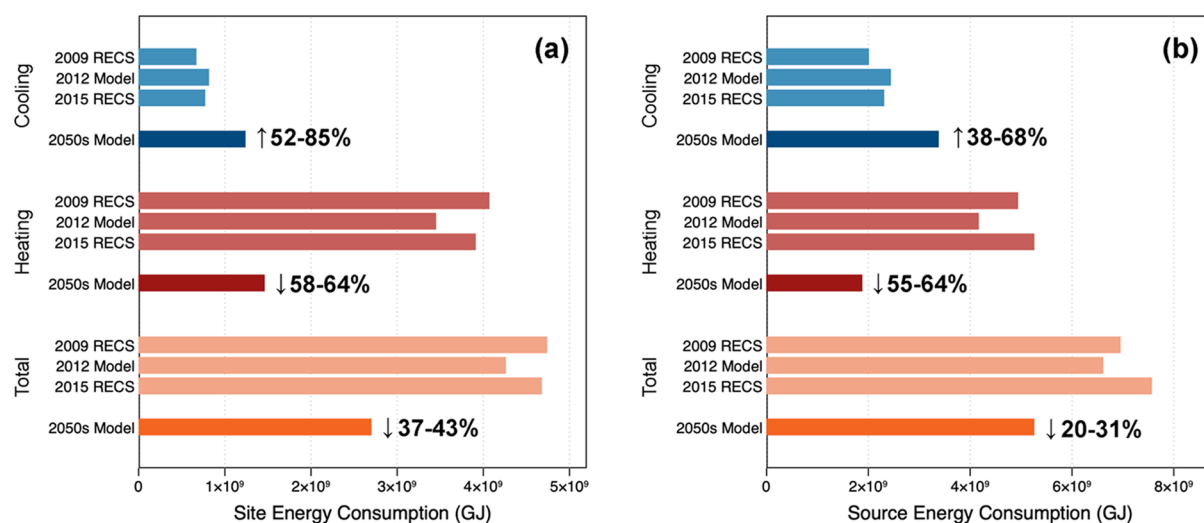 (a)
Cooling
2009 RECS
2012 Model
2015 RECS
2050s Model
↑52-85%
Heating
2009 RECS
2012 Model
2015 RECS
2050s Model
↓58-64%
Total
2009 RECS
2012 Model
2015 RECS
2050s Model
↓37-43%
0 1×10⁹ 2×10⁹ 3×10⁹ 4×10⁹ 5×10⁹
Site Energy Consumption (GJ)
(b)
Cooling
2009 RECS
2012 Model
2015 RECS
2050s Model
↑38-68%
Heating
2009 RECS
2012 Model
2015 RECS
2050s Model
↓55-64%
Total
2009 RECS
2012 Model
2015 RECS
2050s Model
↓20-31%
0 2×10⁹ 4×10⁹ 6×10⁹ 8×10⁹
Source Energy Consumption (GJ)